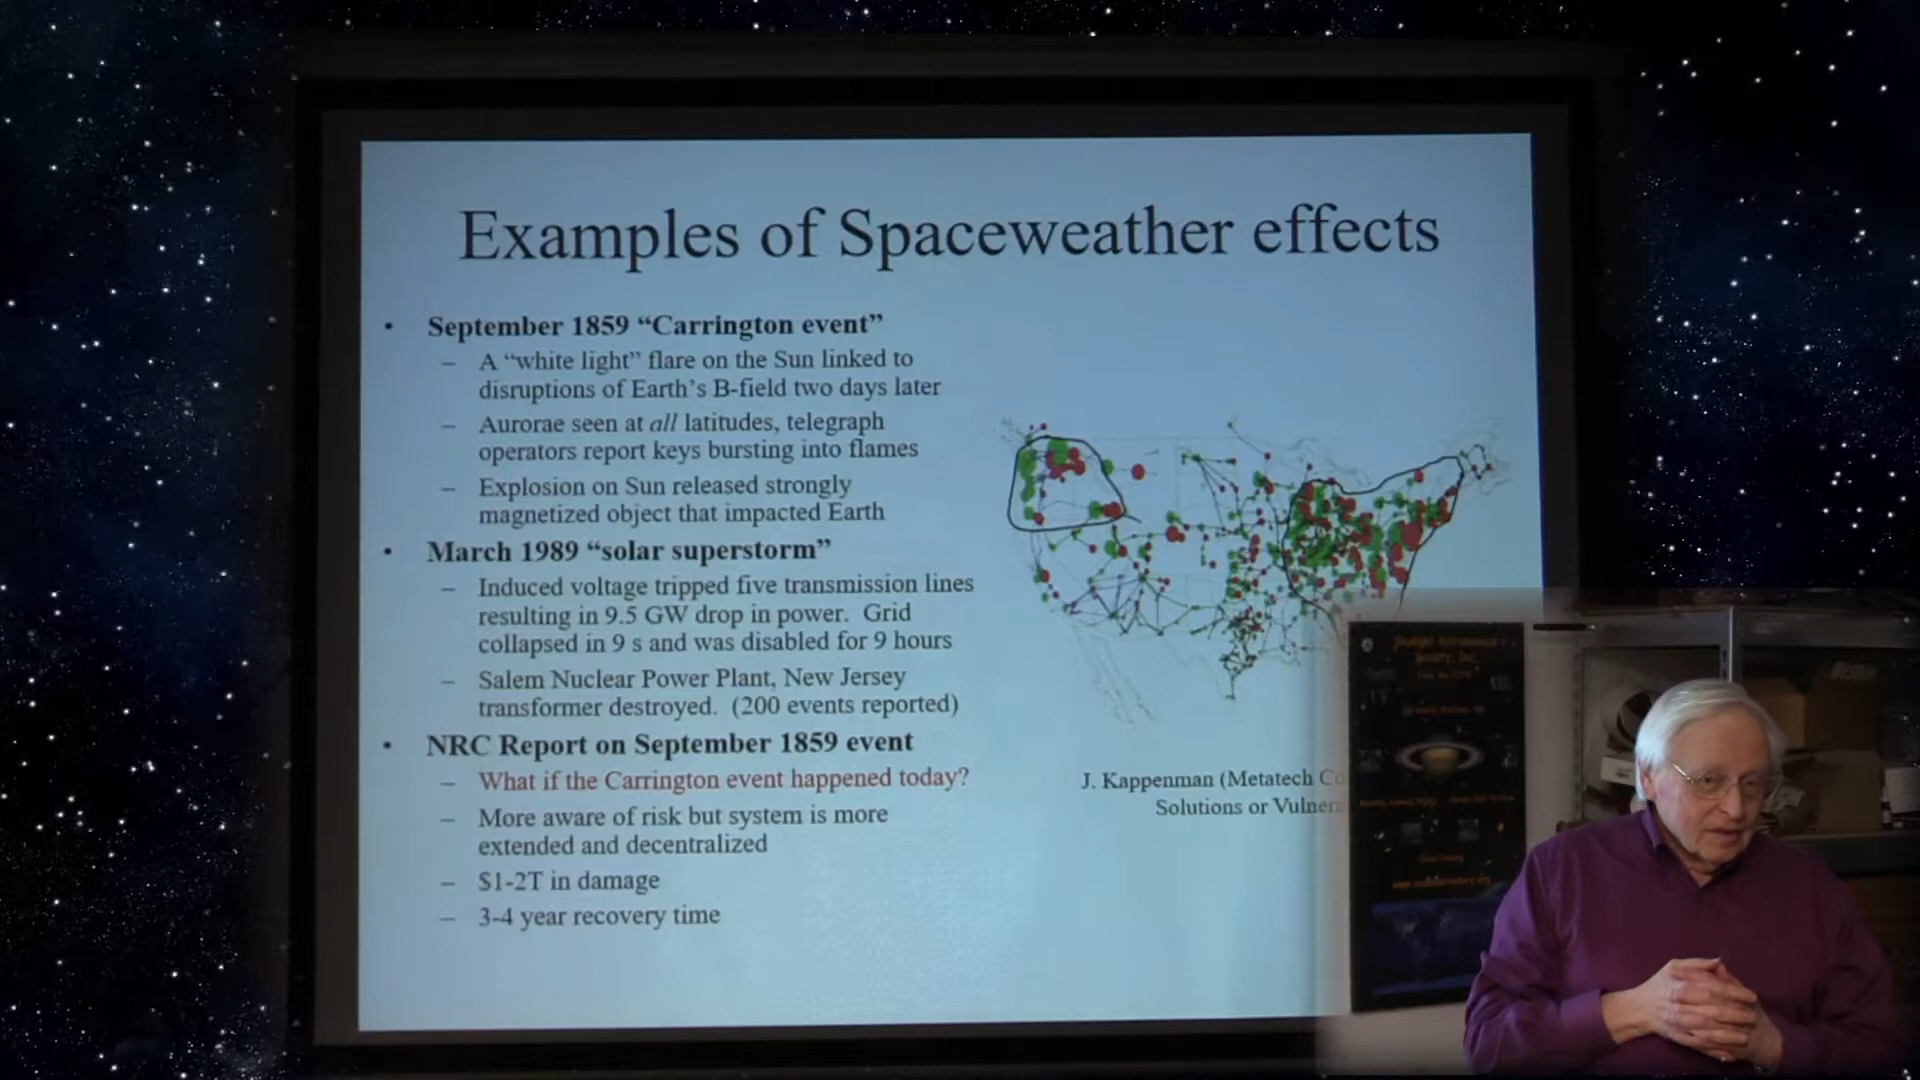 Examples of Spaceweather effects
• September 1859 “Carrington event”
– A “white light” flare on the Sun linked to
disruptions of Earth’s B-field two days later
– Aurorae seen at all latitudes, telegraph
operators report keys bursting into flames
– Explosion on Sun released strongly
magnetized object that impacted Earth
• March 1989 “solar superstorm”
– Induced voltage tripped five transmission lines
resulting in 9.5 GW drop in power. Grid
collapsed in 9 s and was disabled for 9 hours
– Salem Nuclear Power Plant, New Jersey
transformer destroyed. (200 events reported)
• NRC Report on September 1859 event
– What if the Carrington event happened today?
– More aware of risk but system is more
extended and decentralized
– $1-2T in damage
– 3-4 year recovery time
J. Kappenman (Metatech
Solutions or
Society, Inc.